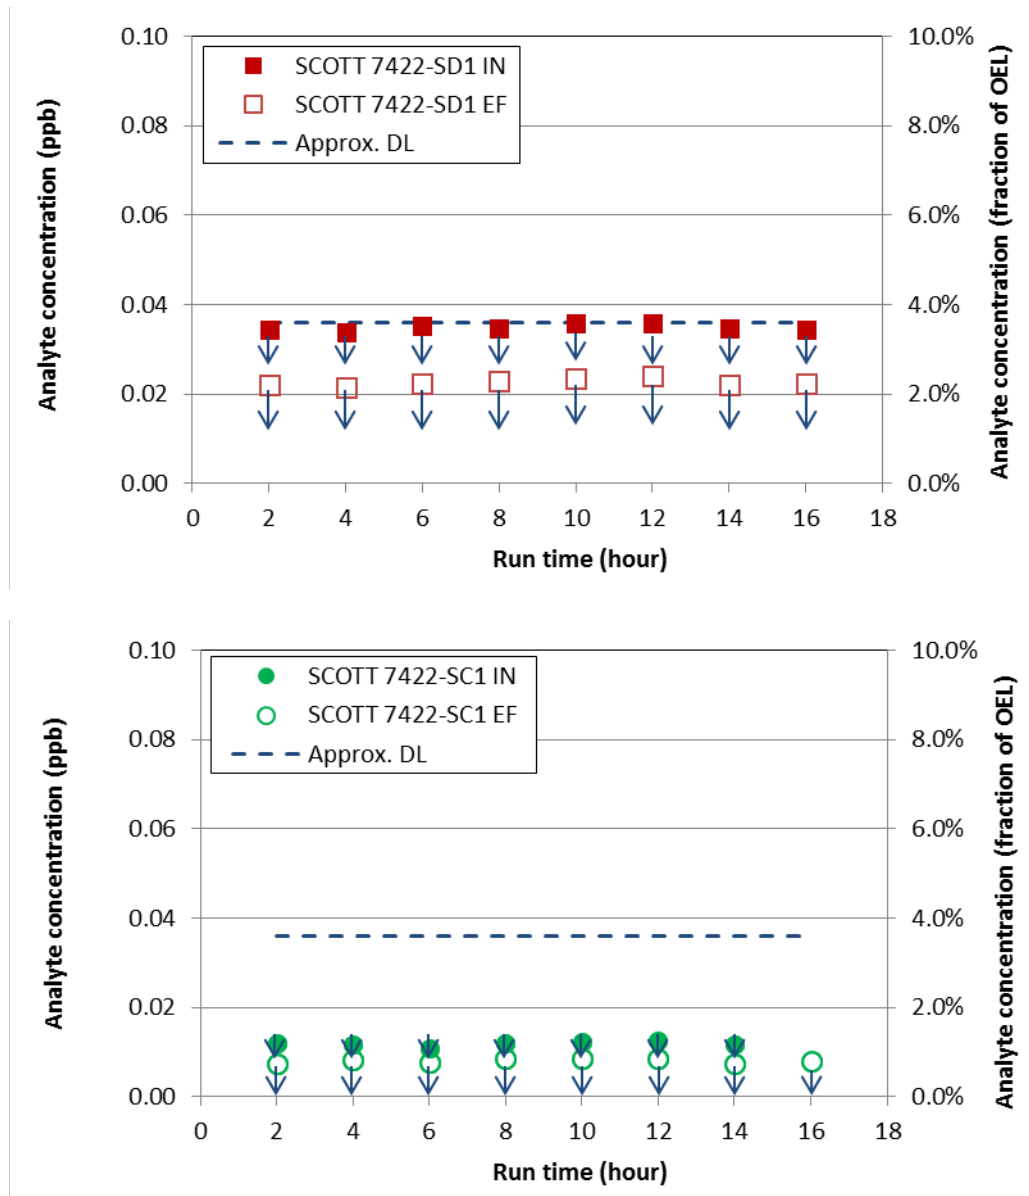 0.10
0.08
0.06
0.04
0.02
0.00
Analyte concentration (ppb)
SCOTT 7422-SD1 IN
SCOTT 7422-SD1 EF
Approx. DL
10.0%
8.0%
6.0%
4.0%
2.0%
0.0%
Analyte concentration (fraction of OEL)
0 2 4 6 8 10 12 14 16 18
Run time (hour)
0.10
0.08
0.06
0.04
0.02
0.00
Analyte concentration (ppb)
SCOTT 7422-SC1 IN
SCOTT 7422-SC1 EF
Approx. DL
10.0%
8.0%
6.0%
4.0%
2.0%
0.0%
Analyte concentration (fraction of OEL)
0 2 4 6 8 10 12 14 16 18
Run time (hour)